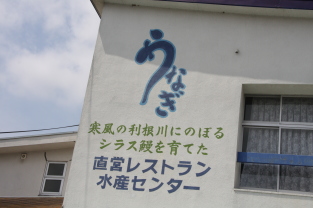 うなぎ
寒風の利根川にのぼる
シラス鰻を育てた
直営レストラン
水産センター